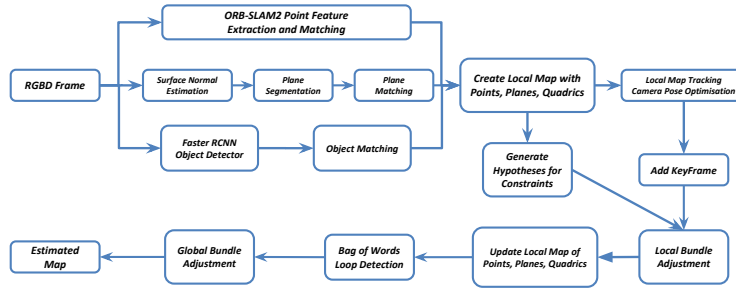 ORB-SLAM2 Point Feature
Extraction and Matching
RGBD Frame
Surface Normal
Estimation
Plane
Segmentation
Plane
Matching
Create Local Map with
Points, Planes, Quadrics
Local Map Tracking
Camera Pose Optimisation
Faster RCNN
Object Detector
Object Matching
Generate
Hypotheses for
Constraints
Add KeyFrame
Estimated
Map
Global Bundle
Adjustment
Bag of Words
Loop Detection
Update Local Map of
Points, Planes, Quadrics
Local Bundle
Adjustment